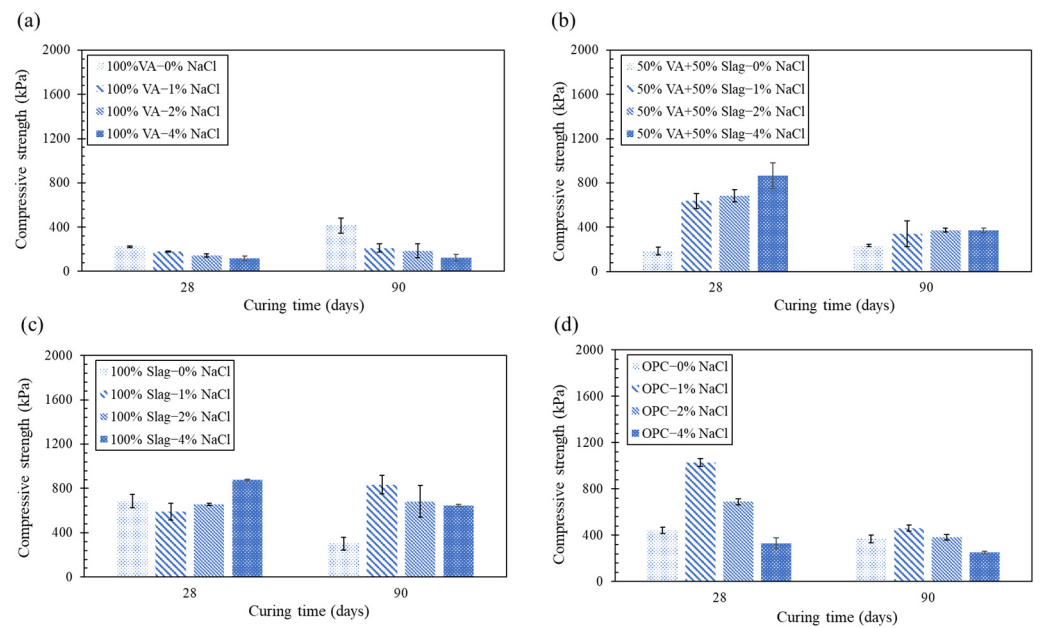 (a)
2000
1600
1200
800
400
0
Compressive strength (kPa)
100%VA−0% NaCl
100% VA−1% NaCl
100% VA−2% NaCl
100% VA−4% NaCl
28
90
Curing time (days)
(b)
2000
1600
1200
800
400
0
Compressive strength (kPa)
50% VA+50% Slag−0% NaCl
50% VA+50% Slag−1% NaCl
50% VA+50% Slag−2% NaCl
50% VA+50% Slag−4% NaCl
28
90
Curing time (days)
(c)
2000
1600
1200
800
400
0
Compressive strength (kPa)
100% Slag−0% NaCl
100% Slag−1% NaCl
100% Slag−2% NaCl
100% Slag−4% NaCl
28
90
Curing time (days)
(d)
2000
1600
1200
800
400
0
Compressive strength (kPa)
OPC−0% NaCl
OPC−1% NaCl
OPC−2% NaCl
OPC−4% NaCl
28
90
Curing time (days)